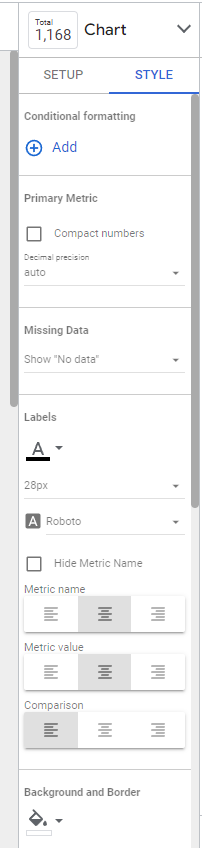 Total
1,168
Chart
SETUP
STYLE
Conditional formatting
Add
Primary Metric
Compact numbers
Decimal precision
auto
Missing Data
Show "No data"
Labels
A
28px
A Roboto
Hide Metric Name
Metric name
Metric value
Comparison
Background and Border